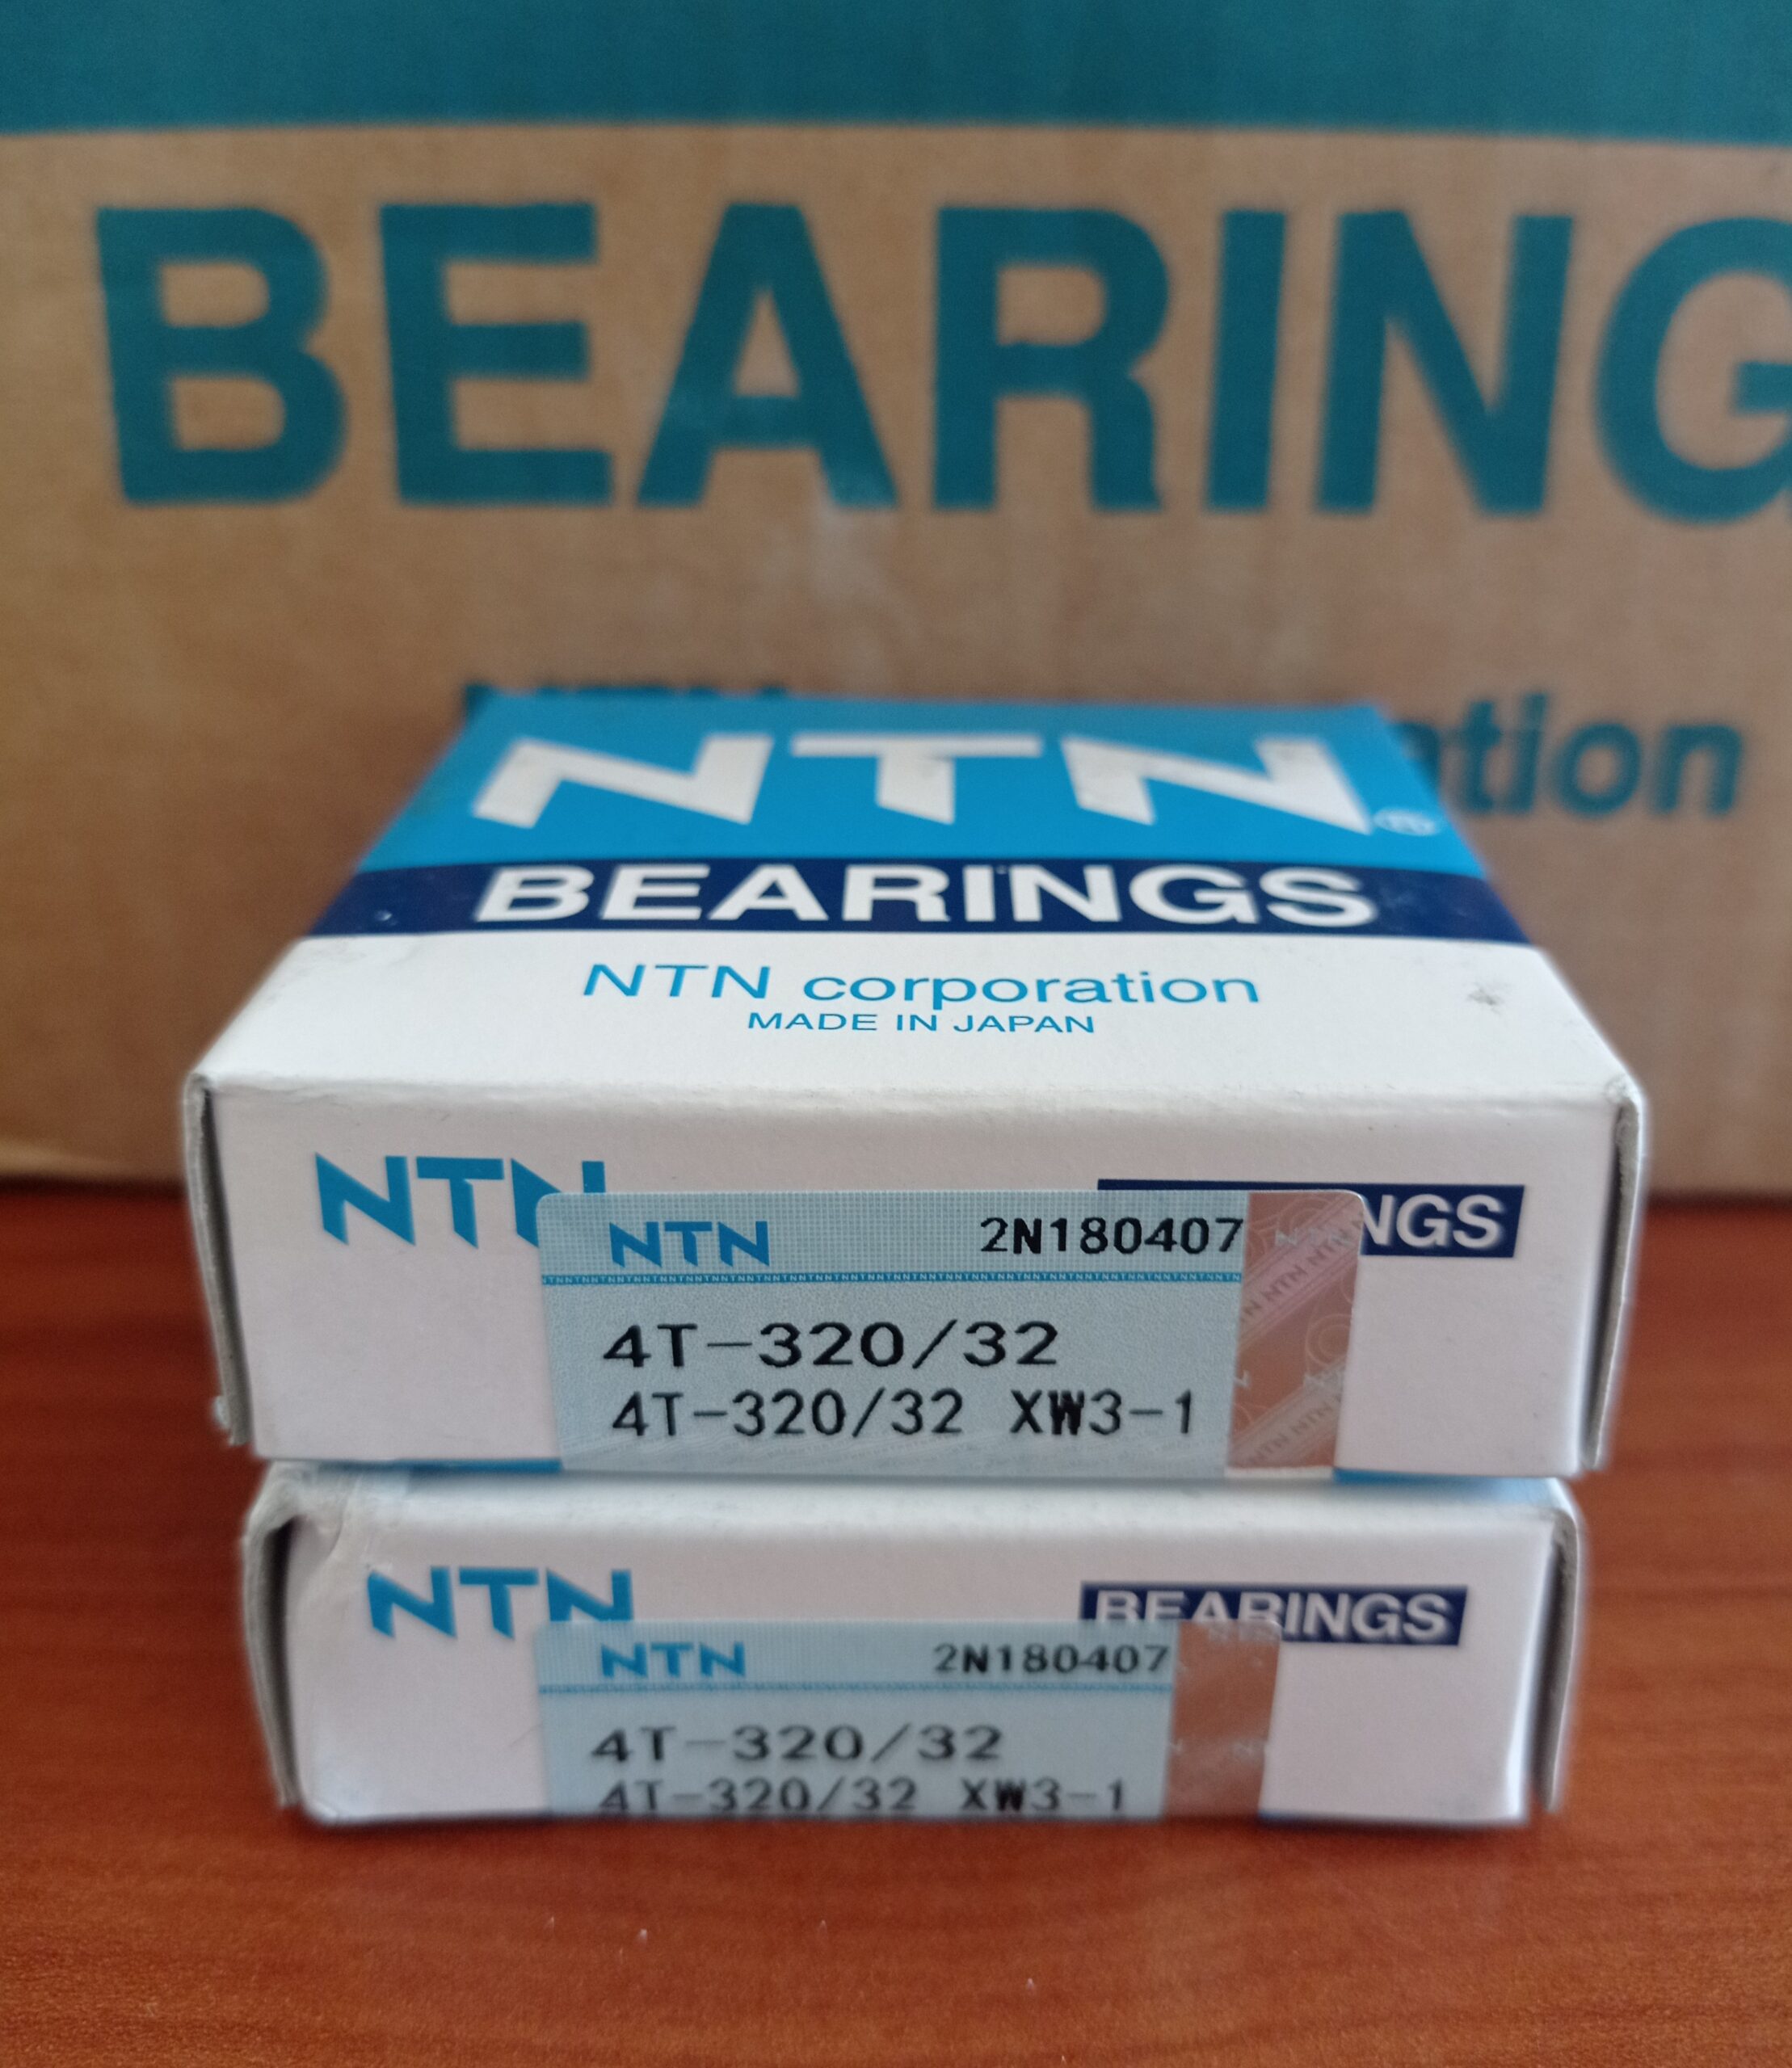 BEARING
ation
NTN®
BEARINGS
NTN corporation
MADE IN JAPAN
NTN
NGS
NTN 2N180407
4T-320/32
4T-320/32 XW3-1
NTN BEARINGS
NTN 2N180407
4T-320/32
4T-320/32 XW3-1